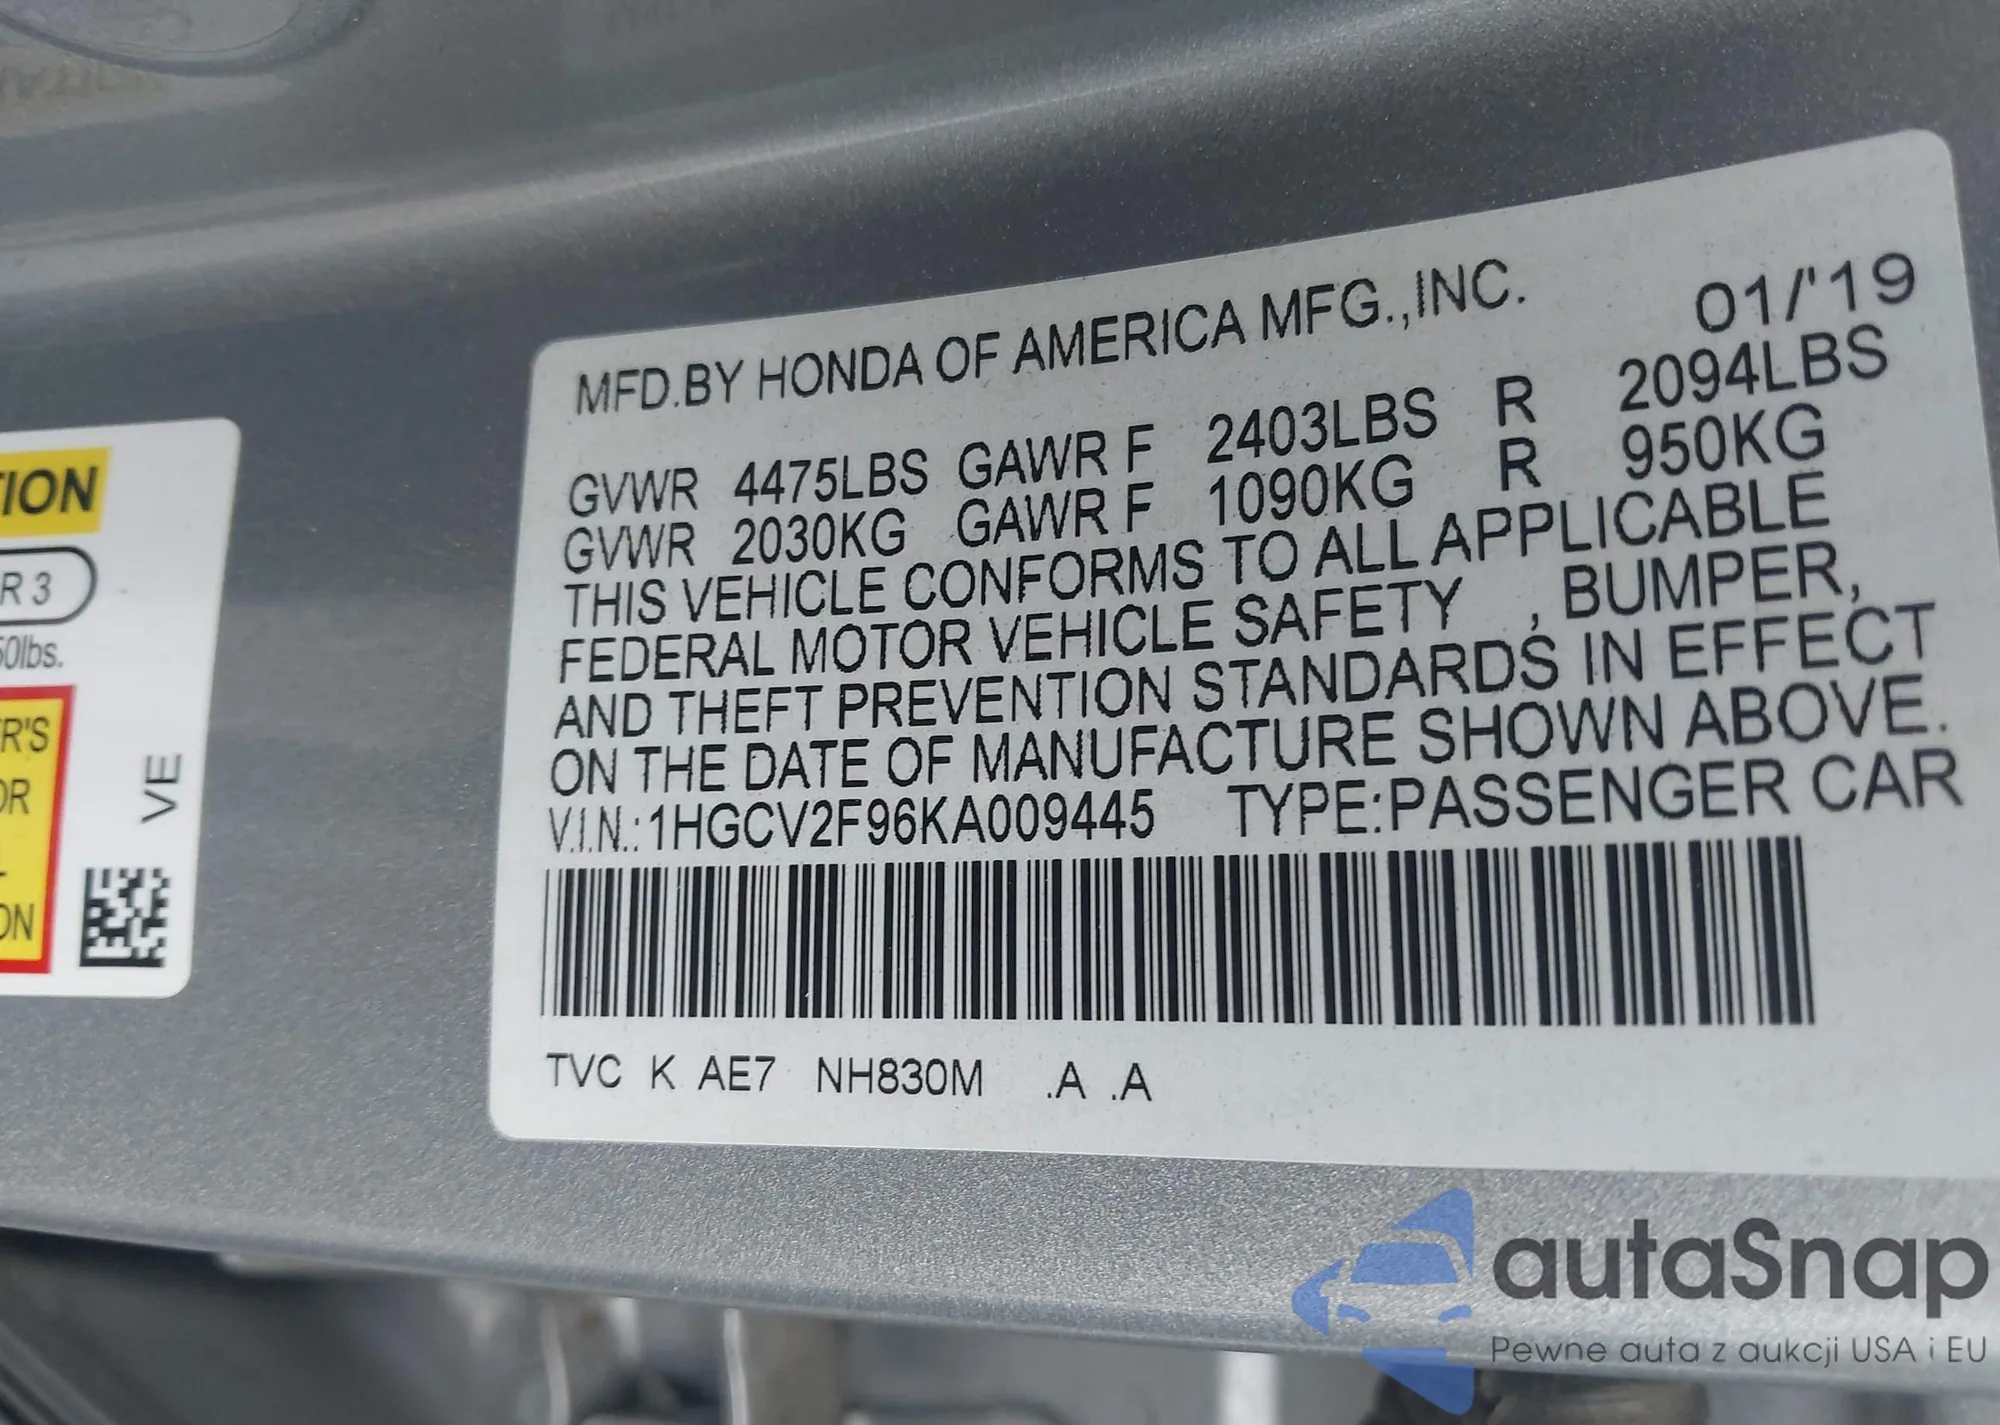 TION
R 3
50lbs.
ER'S
OR
ON
VE
MFD.BY HONDA OF AMERICA MFG.,INC. 01/'19
GVWR 4475LBS GAWR F 2403LBS R 2094LBS
GVWR 2030KG GAWR F 1090KG R 950KG
THIS VEHICLE CONFORMS TO ALL APPLICABLE
FEDERAL MOTOR VEHICLE SAFETY , BUMPER,
AND THEFT PREVENTION STANDARDS IN EFFECT
ON THE DATE OF MANUFACTURE SHOWN ABOVE.
V.I.N.:1HGCV2F96KA009445 TYPE:PASSENGER CAR
TVC K AE7 NH830M .A .A
autaSnap
Pewne auta z aukcji USA i EU